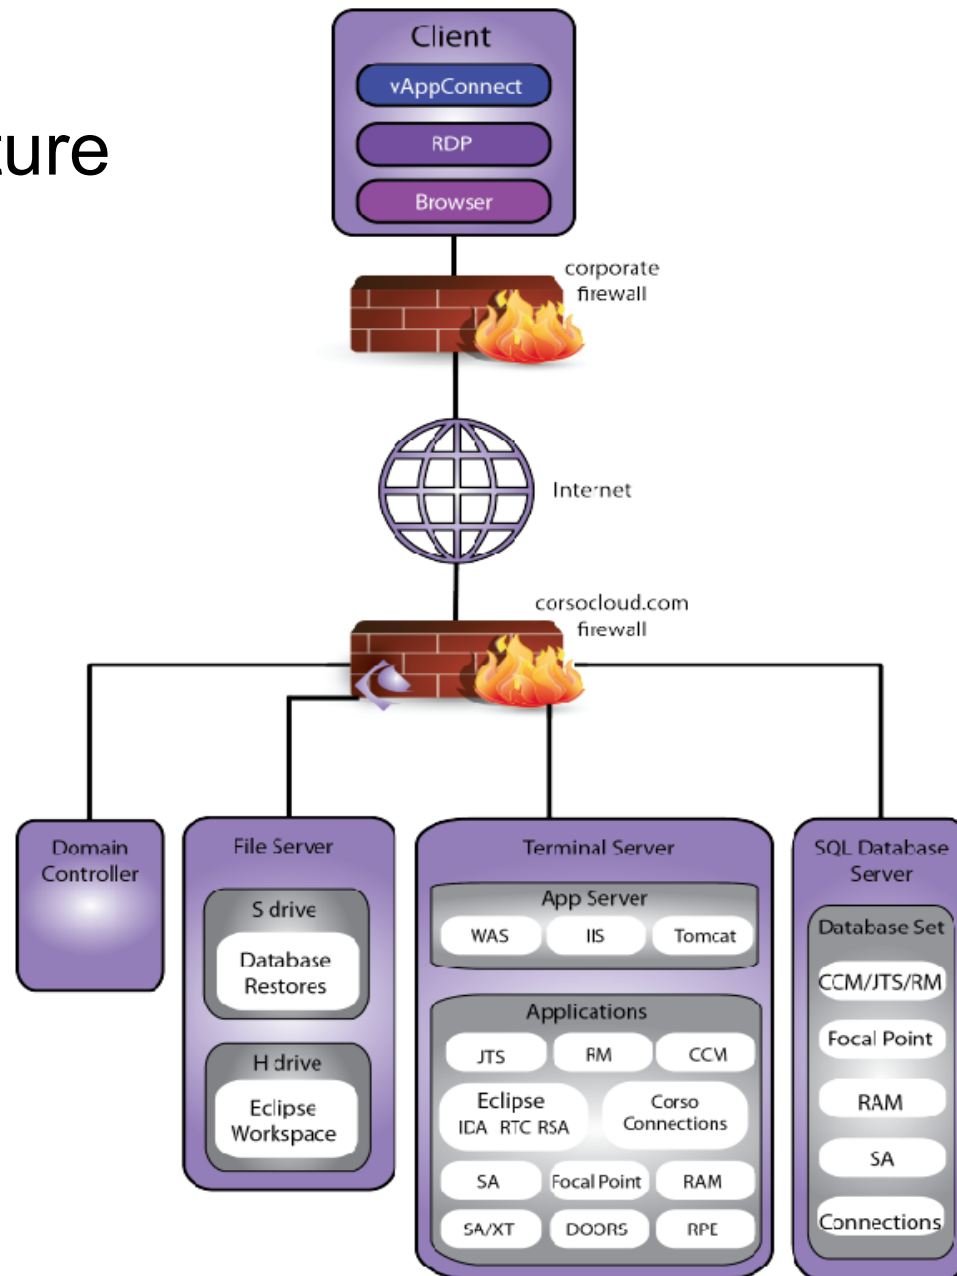 Client
vAppConnect
ture
RDP
Browser
corporate
firewall
Internet
corsocloud.com
firewall
Domain
Controller
File Server
S drive
Database
Restores
H drive
Eclipse
Workspace
Terminal Server
App Server
WAS
IIS
Tomcat
Applications
JTS
RM
CCM
Eclipse
IDA RTC RSA
Corso
Connections
SA
Focal Point
RAM
SA/XT
DOORS
RPE
SQL Database
Server
Database Set
CCM/JTS/RM
Focal Point
RAM
SA
Connections